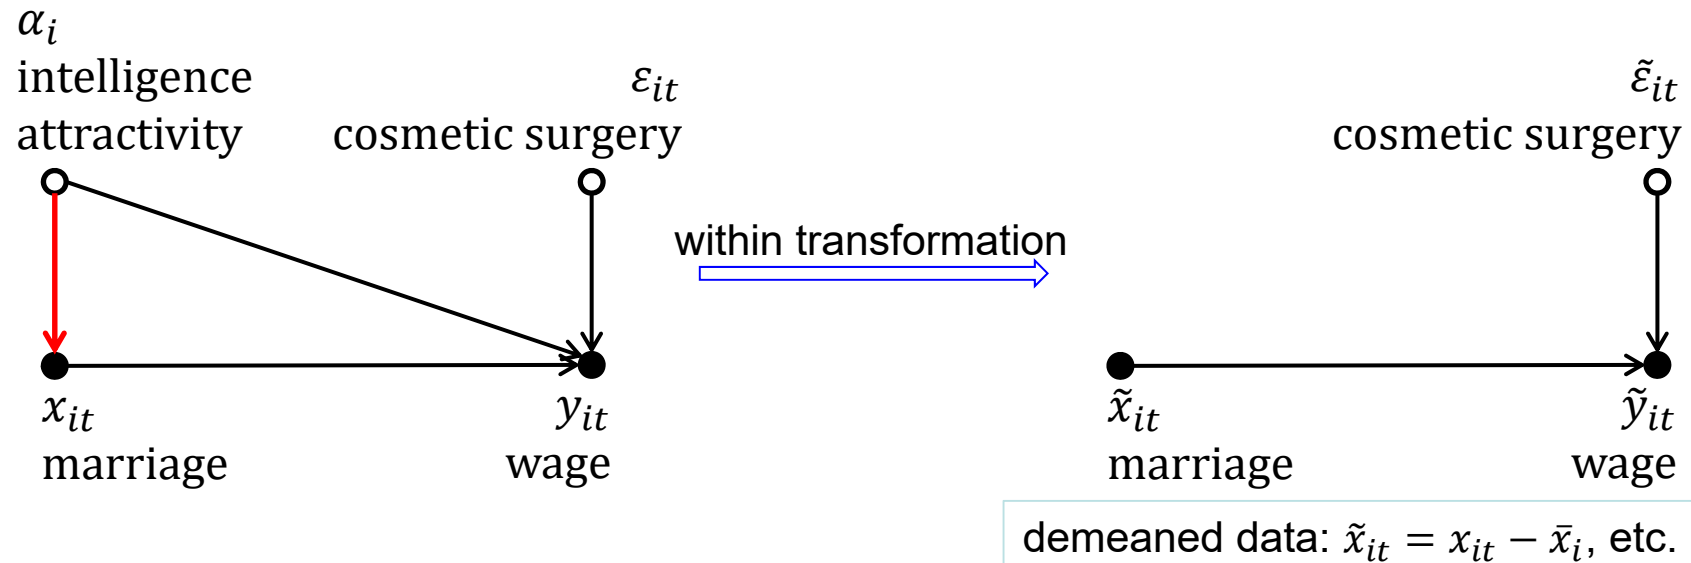 αᵢ
intelligence
attractivity
εᵢₜ
cosmetic surgery
xᵢₜ
marriage
yᵢₜ
wage
within transformation
ε̃ᵢₜ
cosmetic surgery
x̃ᵢₜ
marriage
ỹᵢₜ
wage
demeaned data: x̃ᵢₜ = xᵢₜ − x̄ᵢ, etc.